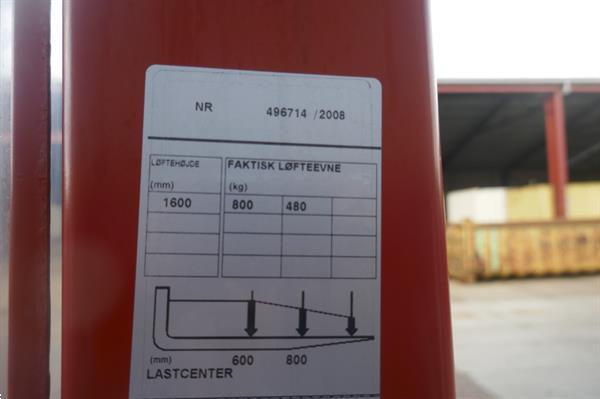 NR 496714 / 2008
LØFTEHØJDE FAKTISK LØFTEEVNE
(mm) (kg)
1600 800 480
(mm) 600 800
LASTCENTER